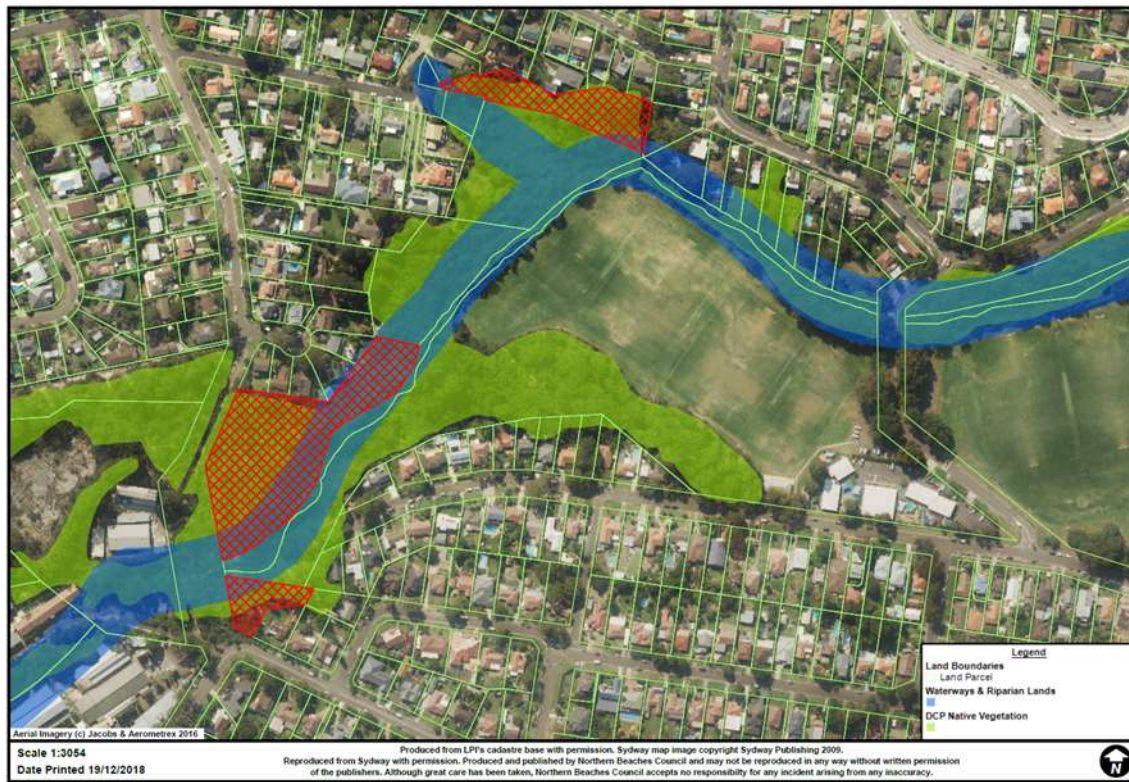 Legend
Land Boundaries
Land Parcel
Waterways & Riparian Lands
DCP Native Vegetation
Aerial Imagery (c) Jacobs & Aerometrex 2016
Scale 1:3054
Date Printed 19/12/2018
Produced from LPI's cadastre base with permission. Sydway map image copyright Sydway Publishing 2009.
Reproduced from Sydway with permission. Produced and published by Northern Beaches Council and may not be reproduced in any way without written permission
of the publishers. Although great care has been taken, Northern Beaches Council accepts no responsibilty for any incident arising from any inaccuracy.
N